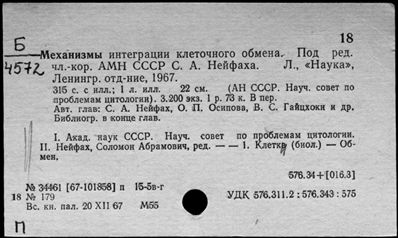 18
Б
4572
Механизмы интеграции клеточного обмена. Под ред.
чл.-кор. АМН СССР С. А. Нейфаха. Л., «Наука»,
Ленингр. отд-ние, 1967.
315 с. с илл.; 1 л. илл. 22 см. (АН СССР. Науч. совет по
проблемам цитологии). 3.200 экз. 1 р. 73 к. В пер.
Авт. глав: С. А. Нейфах, О. П. Осипова, В. С. Гайцхоки и др.
Библиогр. в конце глав.
I. Акад. наук СССР. Науч. совет по проблемам цитологии.
II. Нейфах, Соломон Абрамович, ред. — — 1. Клетка (биол.) — Об-
мен,
576.34+[016.3]
№ 34461 [67-101858] п 15-5в-г
18 № 179
УДК 576.311.2 : 576.343 : 575
Вс. кн. пал. 20 XII 67 М55
П